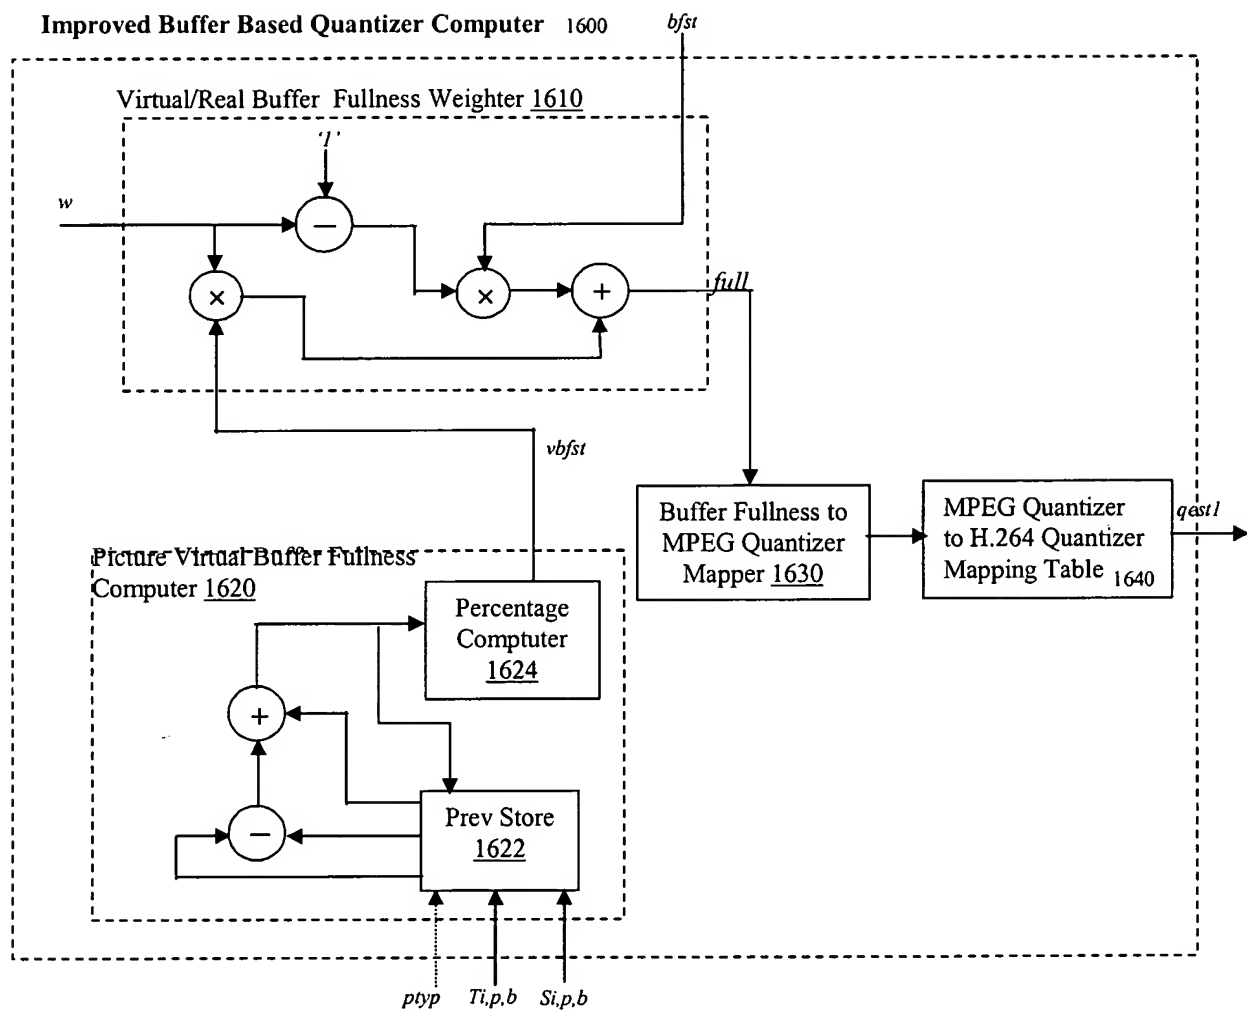 Improved Buffer Based Quantizer Computer 1600
bfst
Virtual/Real Buffer Fullness Weighter 1610
'1'
w
−
×
×
+
full
vbfst
Buffer Fullness to
MPEG Quantizer
Mapper 1630
MPEG Quantizer
to H.264 Quantizer
Mapping Table 1640
qest1
Picture Virtual Buffer Fullness
Computer 1620
Percentage
Comptuter
1624
+
−
Prev Store
1622
ptyp
Ti,p,b
Si,p,b